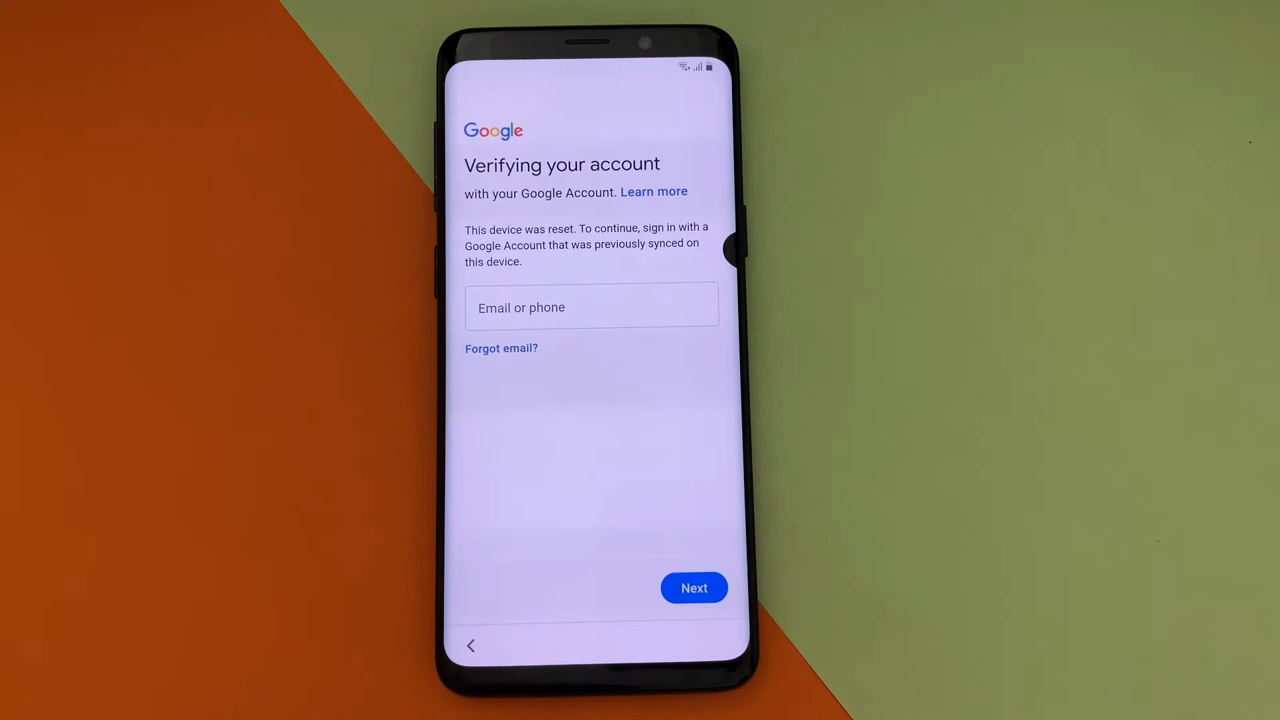 Google
Verifying your account
with your Google Account. Learn more
This device was reset. To continue, sign in with a
Google Account that was previously synced on
this device.
Email or phone
Forgot email?
Next